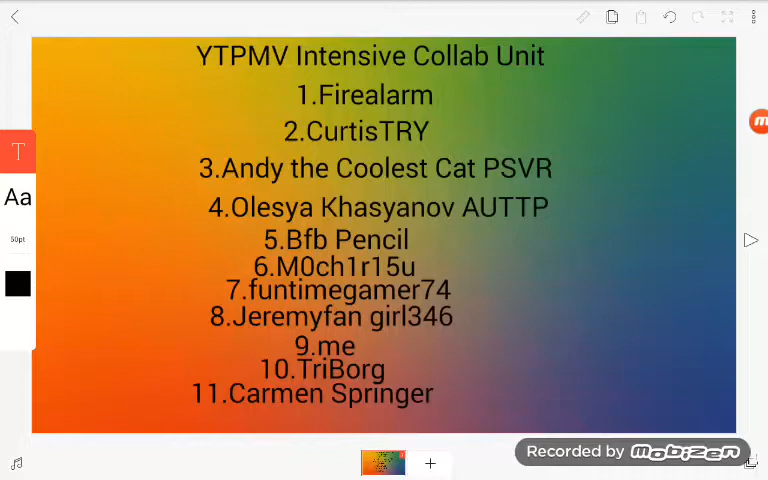 YTPMV Intensive Collab Unit
1.Firealarm
2.CurtisTRY
3.Andy the Coolest Cat PSVR
4.Olesya Khasyanov AUTTP
5.Bfb Pencil
6.M0ch1r15u
7.funtimegamer74
8.Jeremyfan girl346
9.me
10.TriBorg
11.Carmen Springer
T
Aa
50pt
Recorded by MOBIZEN